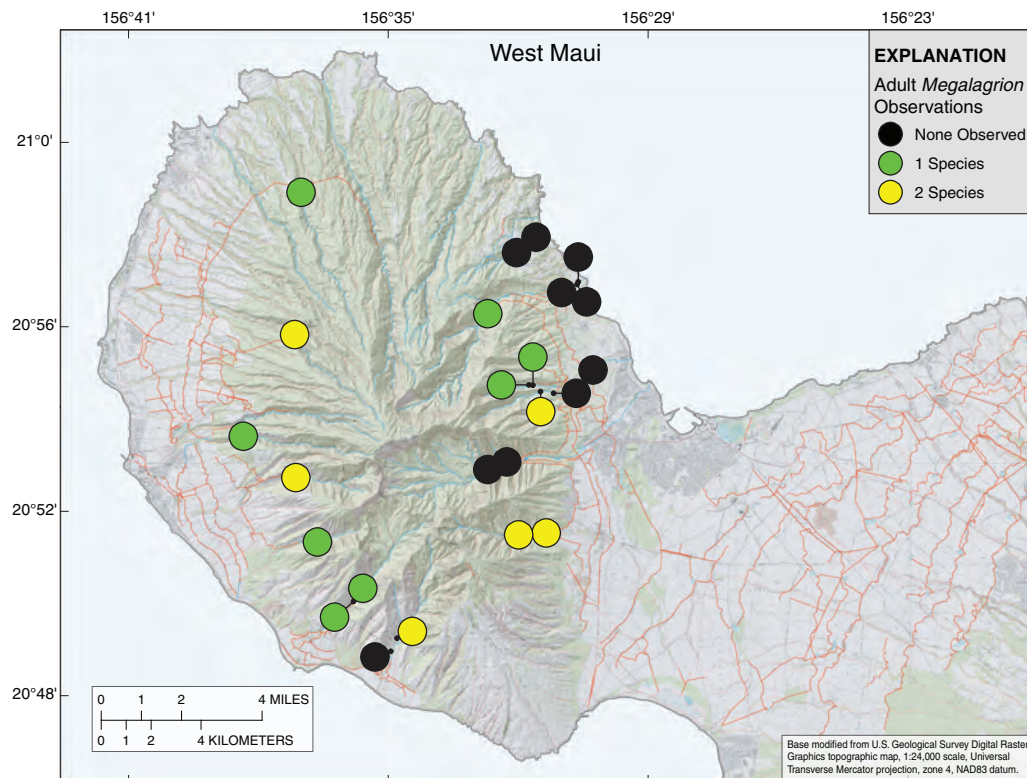 156°41' 156°35' 156°29' 156°23'
West Maui
EXPLANATION
Adult Megalagrion
Observations
None Observed
1 Species
2 Species
21°0'
20°56'
20°52'
20°48'
0 1 2 4 MILES
0 1 2 4 KILOMETERS
Base modified from U.S. Geological Survey Digital Raster
Graphics topographic map, 1:24,000 scale, Universal
Transverse Mercator projection, zone 4, NAD83 datum.